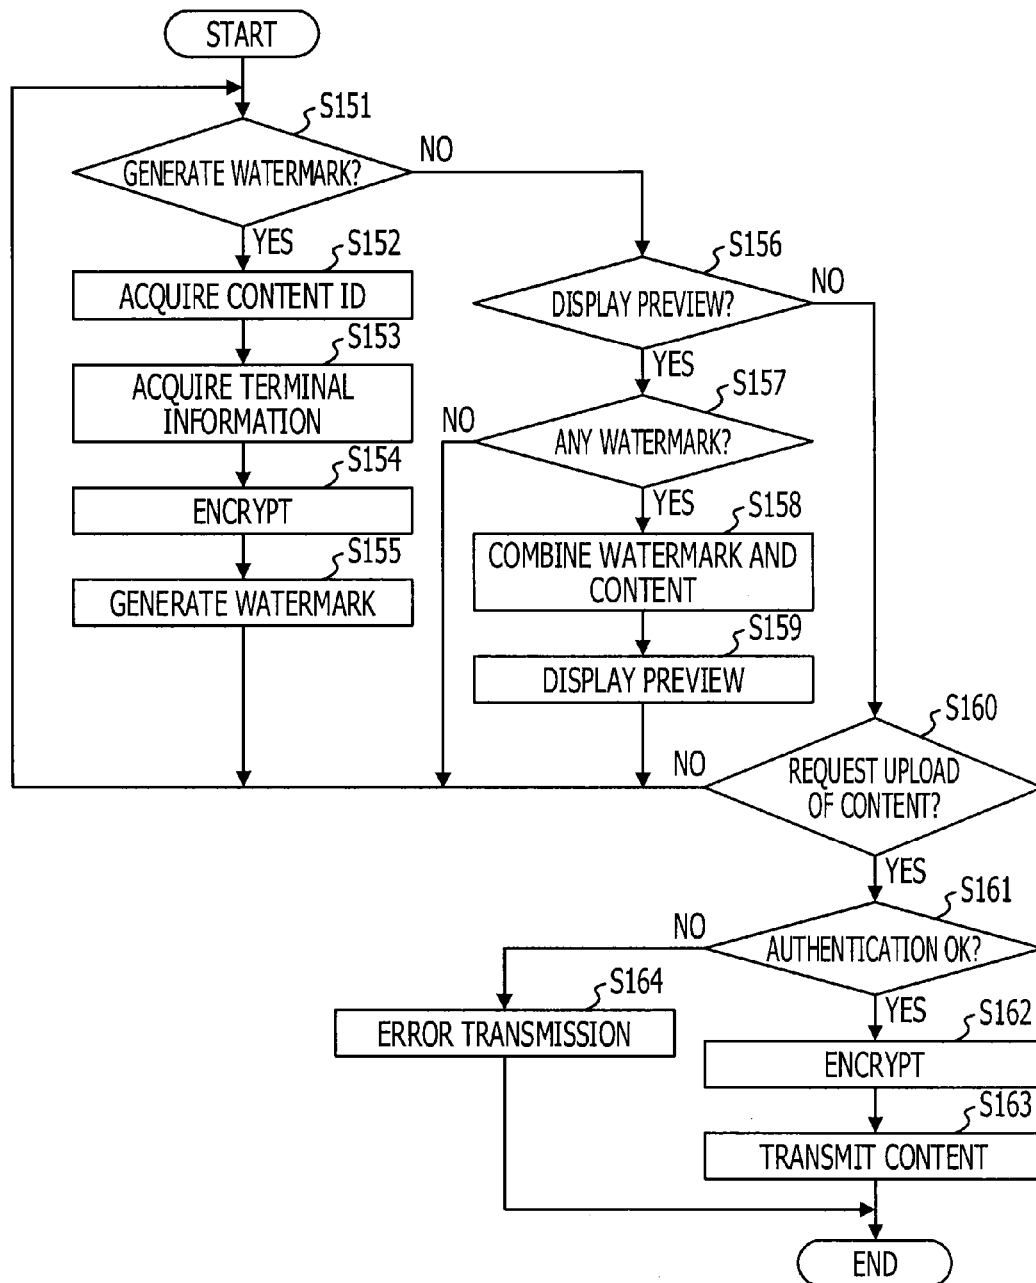 START
S151
GENERATE WATERMARK?
NO
YES
S152
ACQUIRE CONTENT ID
S153
ACQUIRE TERMINAL
INFORMATION
S154
ENCRYPT
S155
GENERATE WATERMARK
S156
DISPLAY PREVIEW?
NO
YES
S157
ANY WATERMARK?
NO
YES
S158
COMBINE WATERMARK AND
CONTENT
S159
DISPLAY PREVIEW
S160
REQUEST UPLOAD
OF CONTENT?
NO
YES
S161
AUTHENTICATION OK?
NO
YES
S164
ERROR TRANSMISSION
S162
ENCRYPT
S163
TRANSMIT CONTENT
END